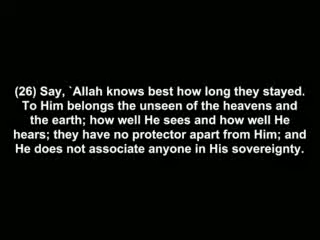 (26) Say, `Allah knows best how long they stayed.
To Him belongs the unseen of the heavens and
the earth; how well He sees and how well He
hears; they have no protector apart from Him; and
He does not associate anyone in His sovereignty.